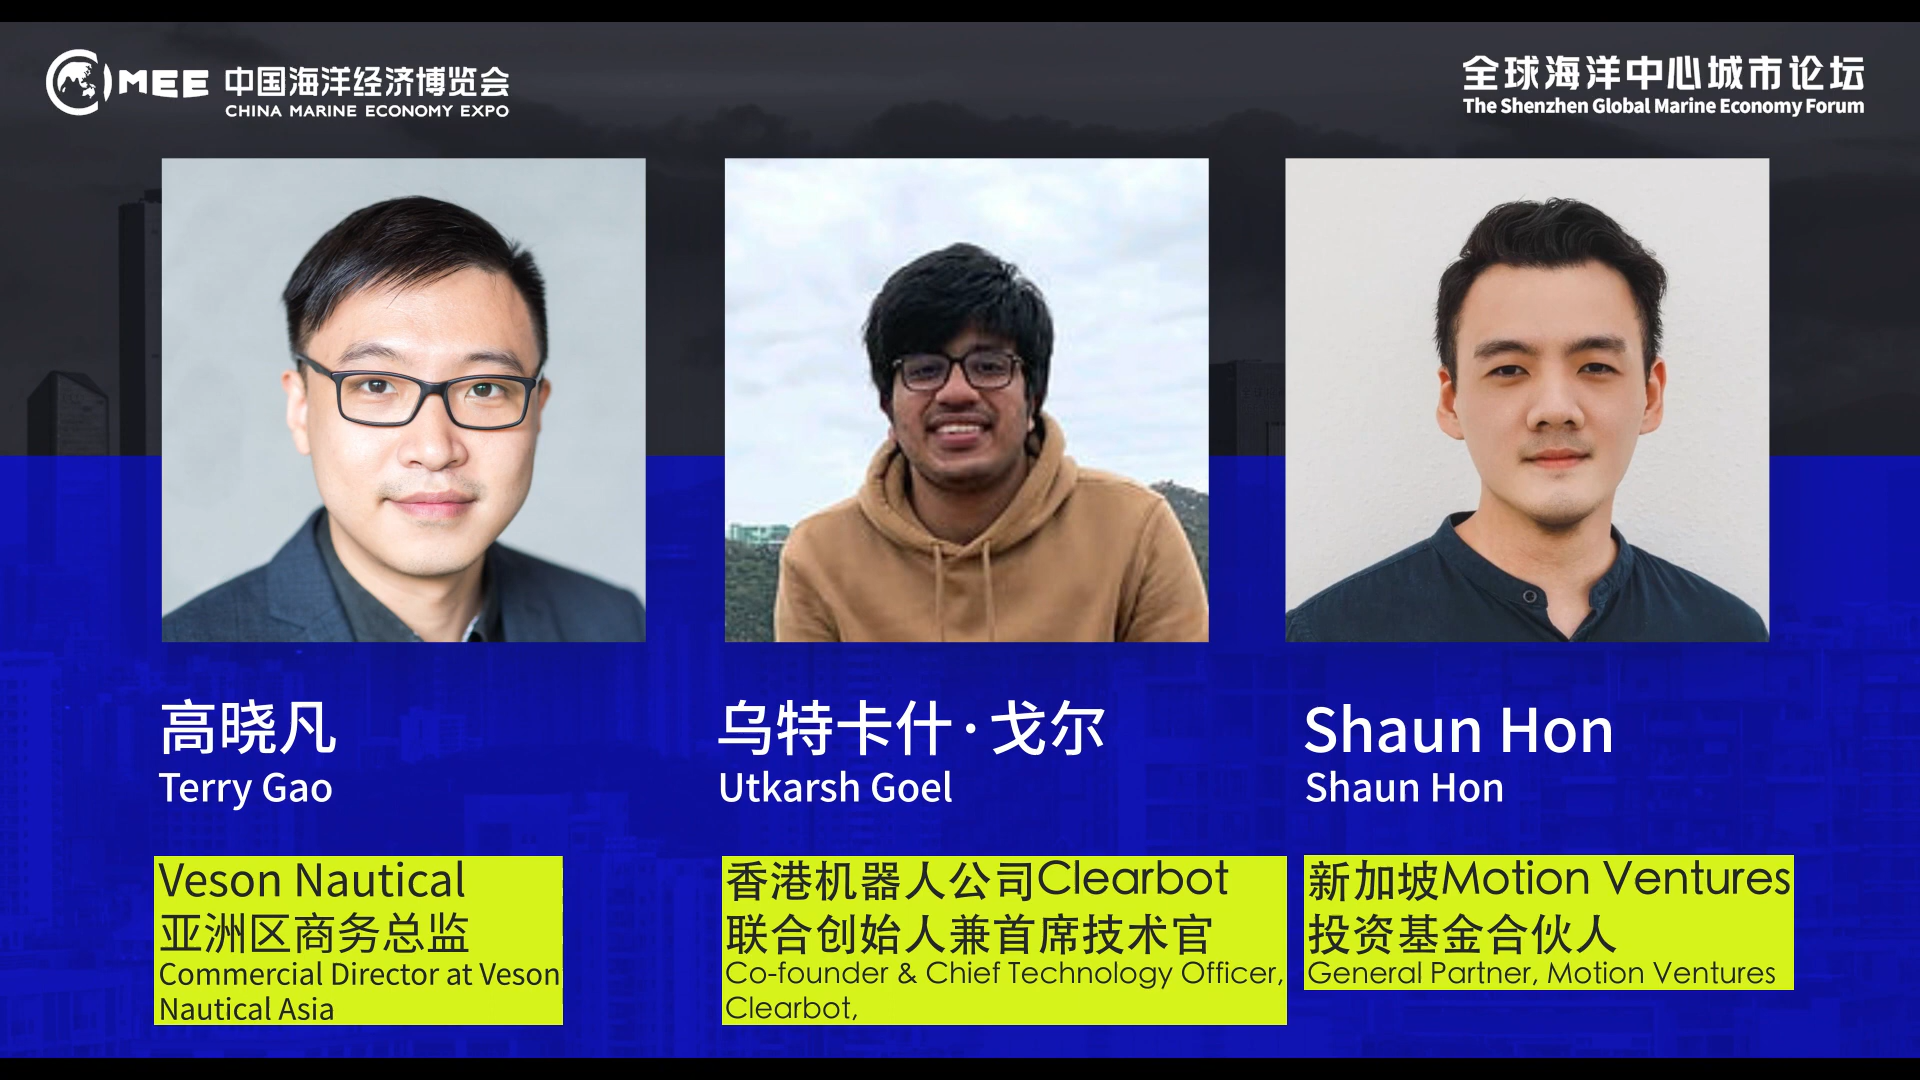 MEE 中国海洋经济博览会
CHINA MARINE ECONOMY EXPO
全球海洋中心城市论坛
The Shenzhen Global Marine Economy Forum
高晓凡
Terry Gao
Veson Nautical
亚洲区商务总监
Commercial Director at Veson
Nautical Asia
乌特卡什·戈尔
Utkarsh Goel
香港机器人公司Clearbot
联合创始人兼首席技术官
Co-founder & Chief Technology Officer,
Clearbot,
Shaun Hon
Shaun Hon
新加坡Motion Ventures
投资基金合伙人
General Partner, Motion Ventures